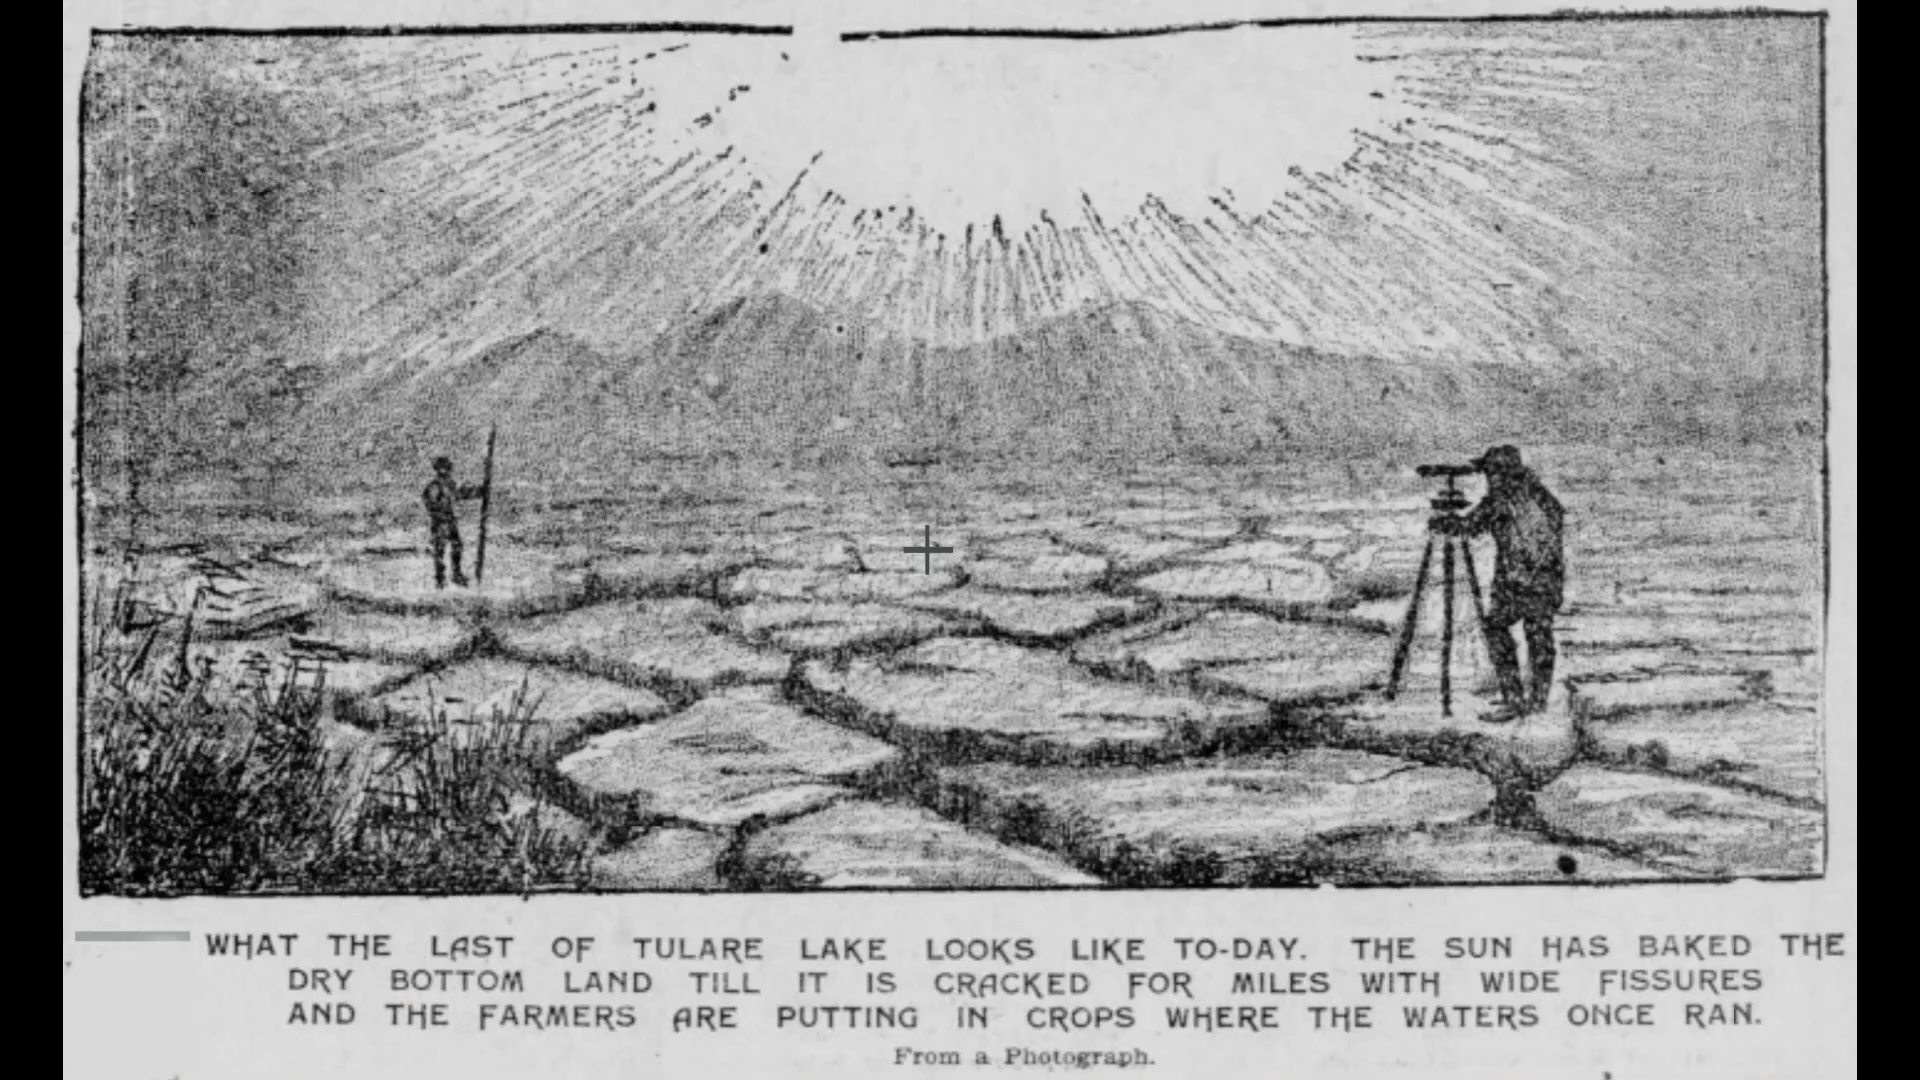 WHAT THE LAST OF TULARE LAKE LOOKS LIKE TO-DAY. THE SUN HAS BAKED THE
DRY BOTTOM LAND TILL IT IS CRACKED FOR MILES WITH WIDE FISSURES
AND THE FARMERS ARE PUTTING IN CROPS WHERE THE WATERS ONCE RAN.
From a Photograph.